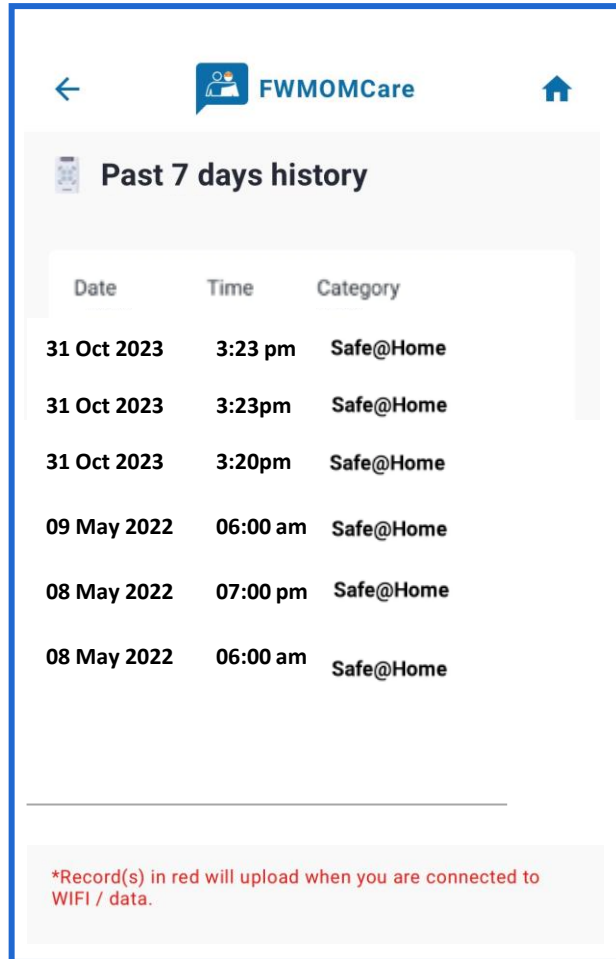 FWMOMCare
Past 7 days history
Date Time Category
31 Oct 2023 3:23 pm Safe@Home
31 Oct 2023 3:23pm Safe@Home
31 Oct 2023 3:20pm Safe@Home
09 May 2022 06:00 am Safe@Home
08 May 2022 07:00 pm Safe@Home
08 May 2022 06:00 am Safe@Home
*Record(s) in red will upload when you are connected to
WIFI / data.